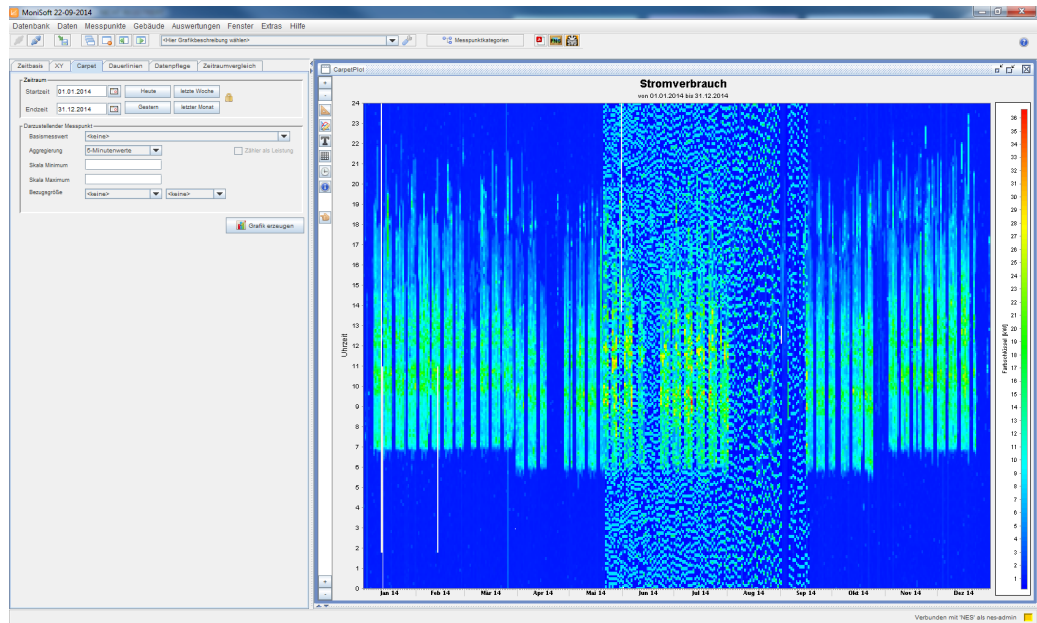 MoniSoft 22-09-2014
Datenbank Daten Messpunkte Gebäude Auswertungen Fenster Extras Hilfe
<Hier Grafikbeschreibung wählen> Messpunktkategorien PNG
Zeitbasis XY Carpet Dauerlinien Datenpflege Zeitraumvergleich
Zeitraum
Startzeit 01.01.2014 Heute letzte Woche
Endzeit 31.12.2014 Gestern letzter Monat
Darzustellender Messpunkt
Basismesswert <keine>
Aggregierung 5-Minutenwerte Zähler als Leistung
Skala Minimum
Skala Maximum
Bezugsgröße <keine> <keine>
Grafik erzeugen
CarpetPlot
Stromverbrauch
von 01.01.2014 bis 31.12.2014
Uhrzeit
24
23
22
21
20
19
18
17
16
15
14
13
12
11
10
9
8
7
6
5
4
3
2
1
0
Jan 14 Feb 14 Mär 14 Apr 14 Mai 14 Jun 14 Jul 14 Aug 14 Sep 14 Okt 14 Nov 14 Dez 14
Farbschlüssel [kW]
36
35
33
32
31
30
29
28
27
26
25
24
23
22
21
20
19
18
17
16
14
13
12
11
10
9
8
7
6
5
4
3
2
1
Verbunden mit 'NES' als nes-admin